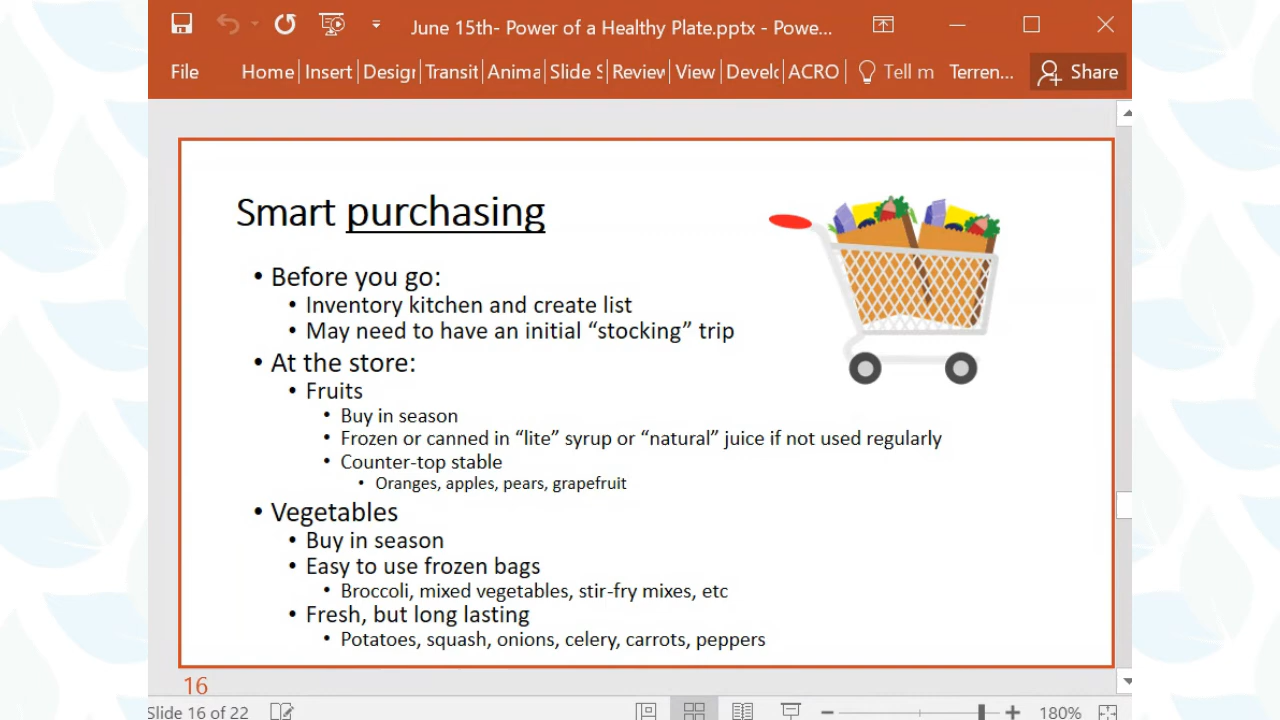 June 15th- Power of a Healthy Plate.pptx - Powe...
File Home Insert Design Transit Anima Slide S Review View Develc ACRO Tell m Terren... Share
Smart purchasing
• Before you go:
• Inventory kitchen and create list
• May need to have an initial “stocking” trip
• At the store:
• Fruits
• Buy in season
• Frozen or canned in “lite” syrup or “natural” juice if not used regularly
• Counter-top stable
• Oranges, apples, pears, grapefruit
• Vegetables
• Buy in season
• Easy to use frozen bags
• Broccoli, mixed vegetables, stir-fry mixes, etc
• Fresh, but long lasting
• Potatoes, squash, onions, celery, carrots, peppers
16
Slide 16 of 22 180%